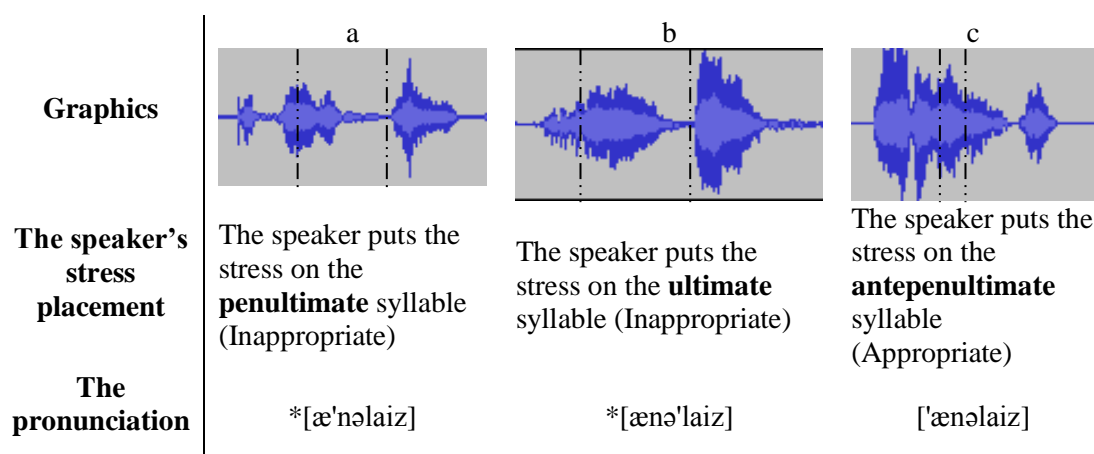 a b c
Graphics
The speaker’s
stress
placement
The speaker puts the
stress on the
penultimate syllable
(Inappropriate)
The speaker puts the
stress on the ultimate
syllable (Inappropriate)
The speaker puts the
stress on the
antepenultimate
syllable
(Appropriate)
The
pronunciation
*[æ'nəlaiz] *[ænə'laiz] ['ænəlaiz]